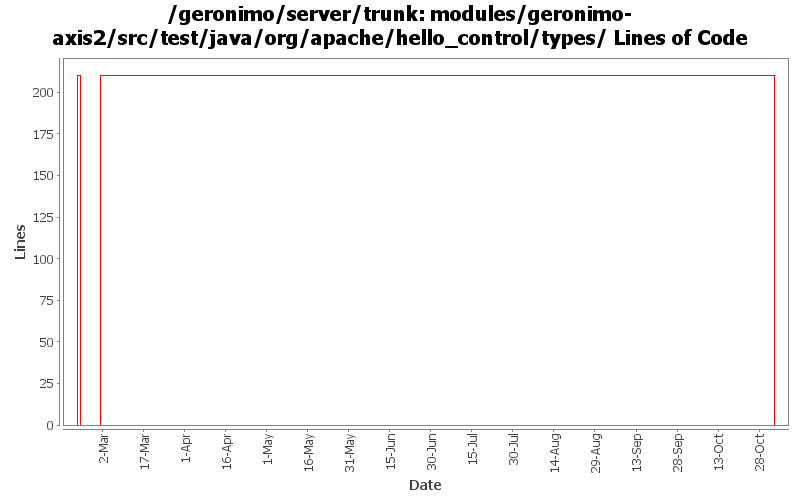 /geronimo/server/trunk: modules/geronimo-
axis2/src/test/java/org/apache/hello_control/types/ Lines of Code
200
175
150
125
100
75
50
25
0
Lines
2-Mar
17-Mar
1-Apr
16-Apr
1-May
16-May
31-May
15-Jun
30-Jun
15-Jul
30-Jul
14-Aug
29-Aug
13-Sep
28-Sep
13-Oct
28-Oct
Date